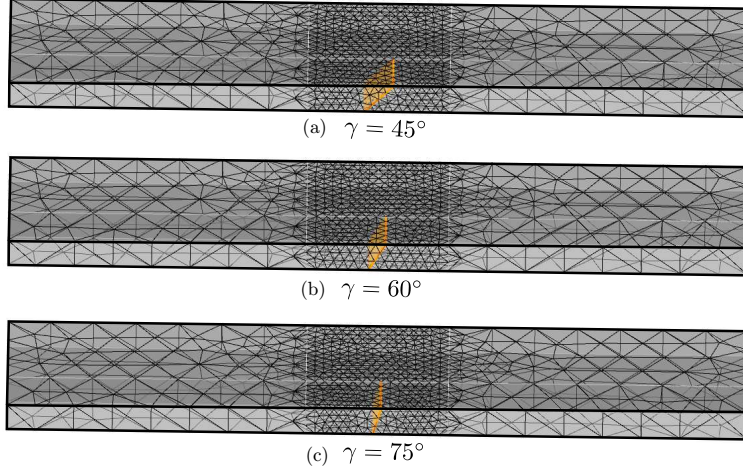 (a) γ = 45°
(b) γ = 60°
(c) γ = 75°